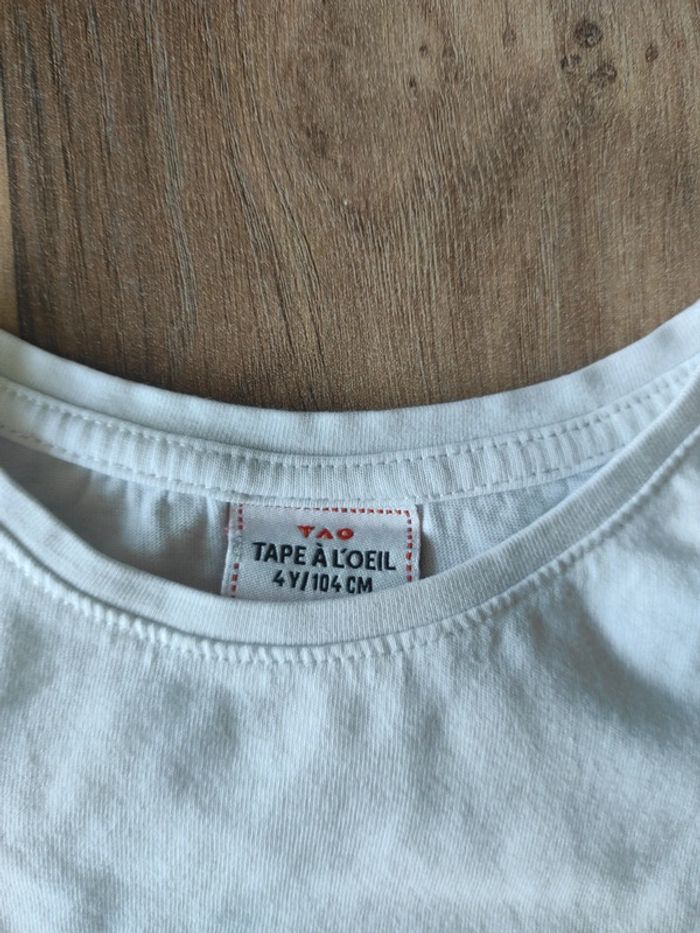 TAO
TAPE À L'OEIL
4 Y/104 CM